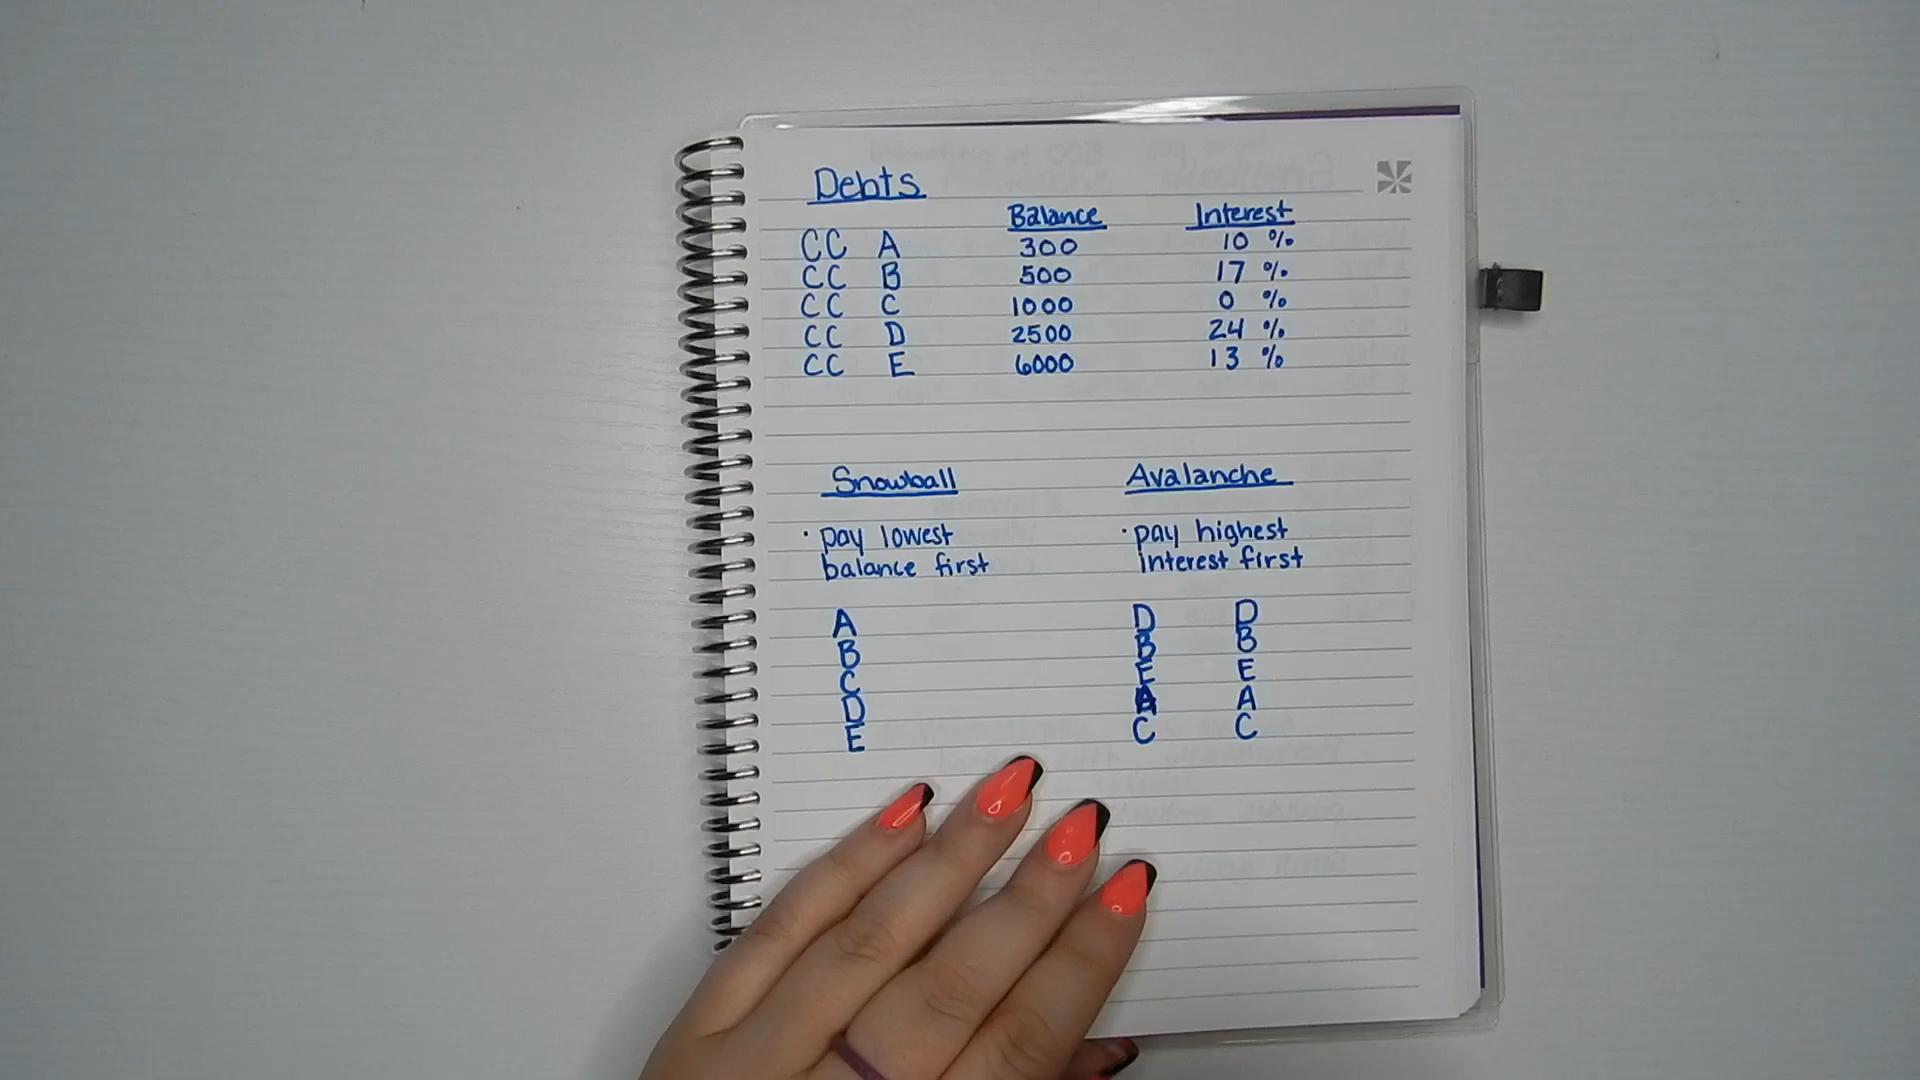 Debts
Balance Interest
CC A 300 10 %
CC B 500 17 %
CC C 1000 0 %
CC D 2500 24 %
CC E 6000 13 %
Snowball Avalanche
· pay lowest · pay highest
balance first interest first
A D D
B B B
C E E
D A A
E C C